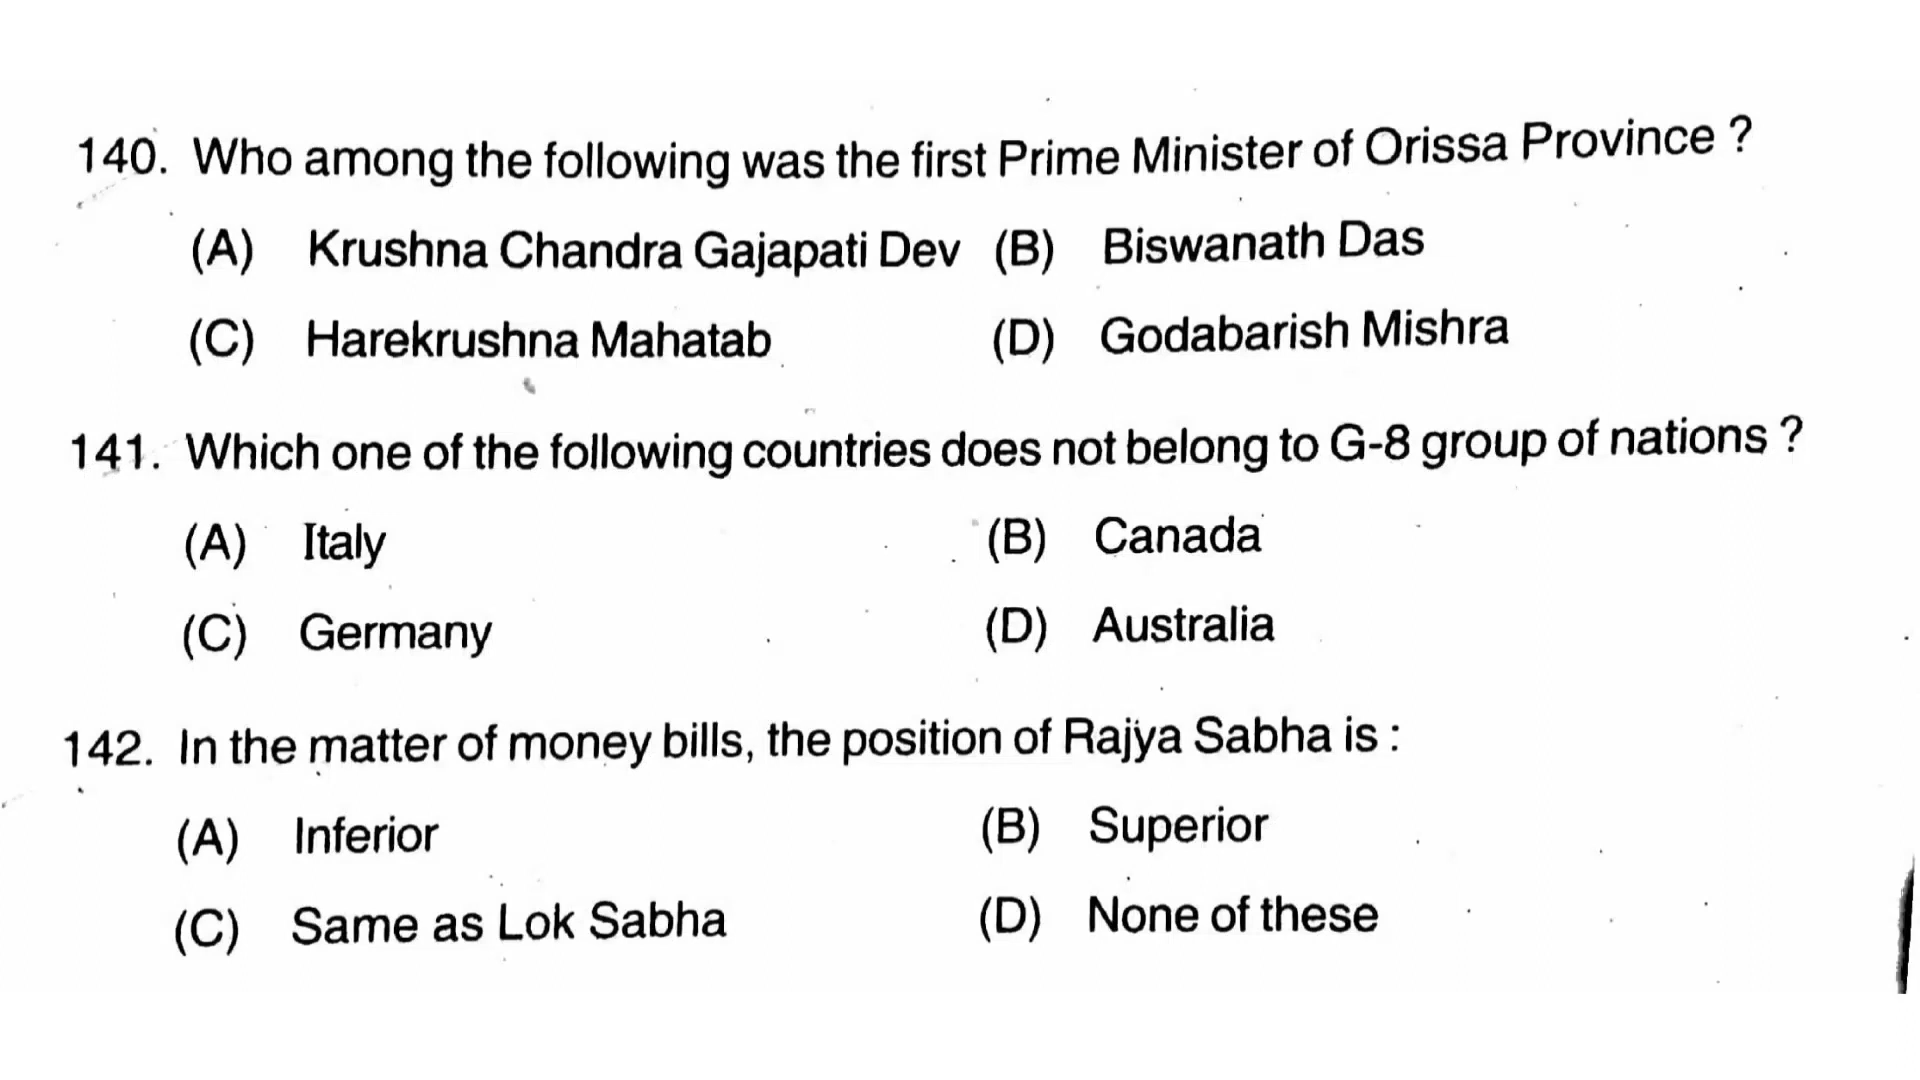 140. Who among the following was the first Prime Minister of Orissa Province ?
(A) Krushna Chandra Gajapati Dev (B) Biswanath Das
(C) Harekrushna Mahatab (D) Godabarish Mishra
141. Which one of the following countries does not belong to G-8 group of nations ?
(A) Italy (B) Canada
(C) Germany (D) Australia
142. In the matter of money bills, the position of Rajya Sabha is :
(A) Inferior (B) Superior
(C) Same as Lok Sabha (D) None of these